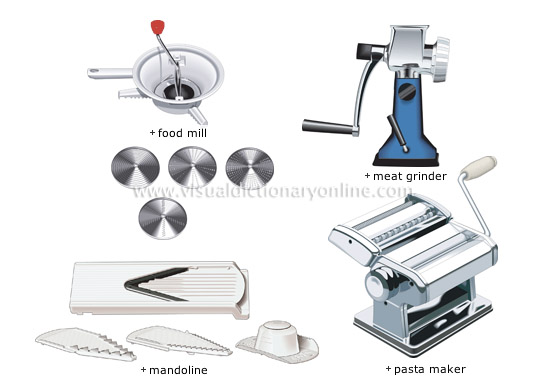 + food mill
+ meat grinder
www.visualdictionaryonline.com
+ mandoline
+ pasta maker